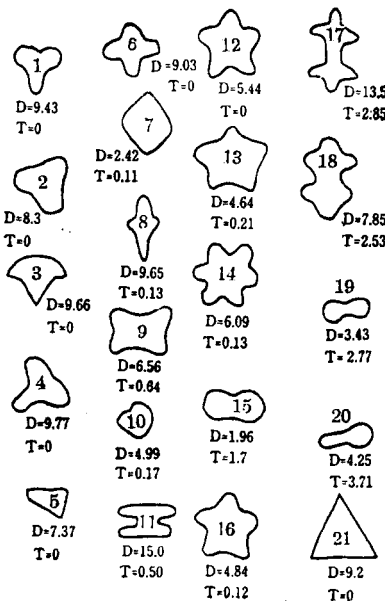 1
D=9.43
T=0
2
D=8.3
T=0
3
D=9.66
T=0
4
D=9.77
T=0
5
D=7.37
T=0
6
D=9.03
T=0
7
D=2.42
T=0.11
8
D=9.65
T=0.13
9
D=6.56
T=0.64
10
D=4.99
T=0.17
11
D=15.0
T=0.50
12
D=5.44
T=0
13
D=4.64
T=0.21
14
D=6.09
T=0.13
15
D=1.96
T=1.7
16
D=4.84
T=0.12
17
D=13.5
T=2.85
18
D=7.85
T=2.53
19
D=3.43
T=2.77
20
D=4.25
T=3.71
21
D=9.2
T=0